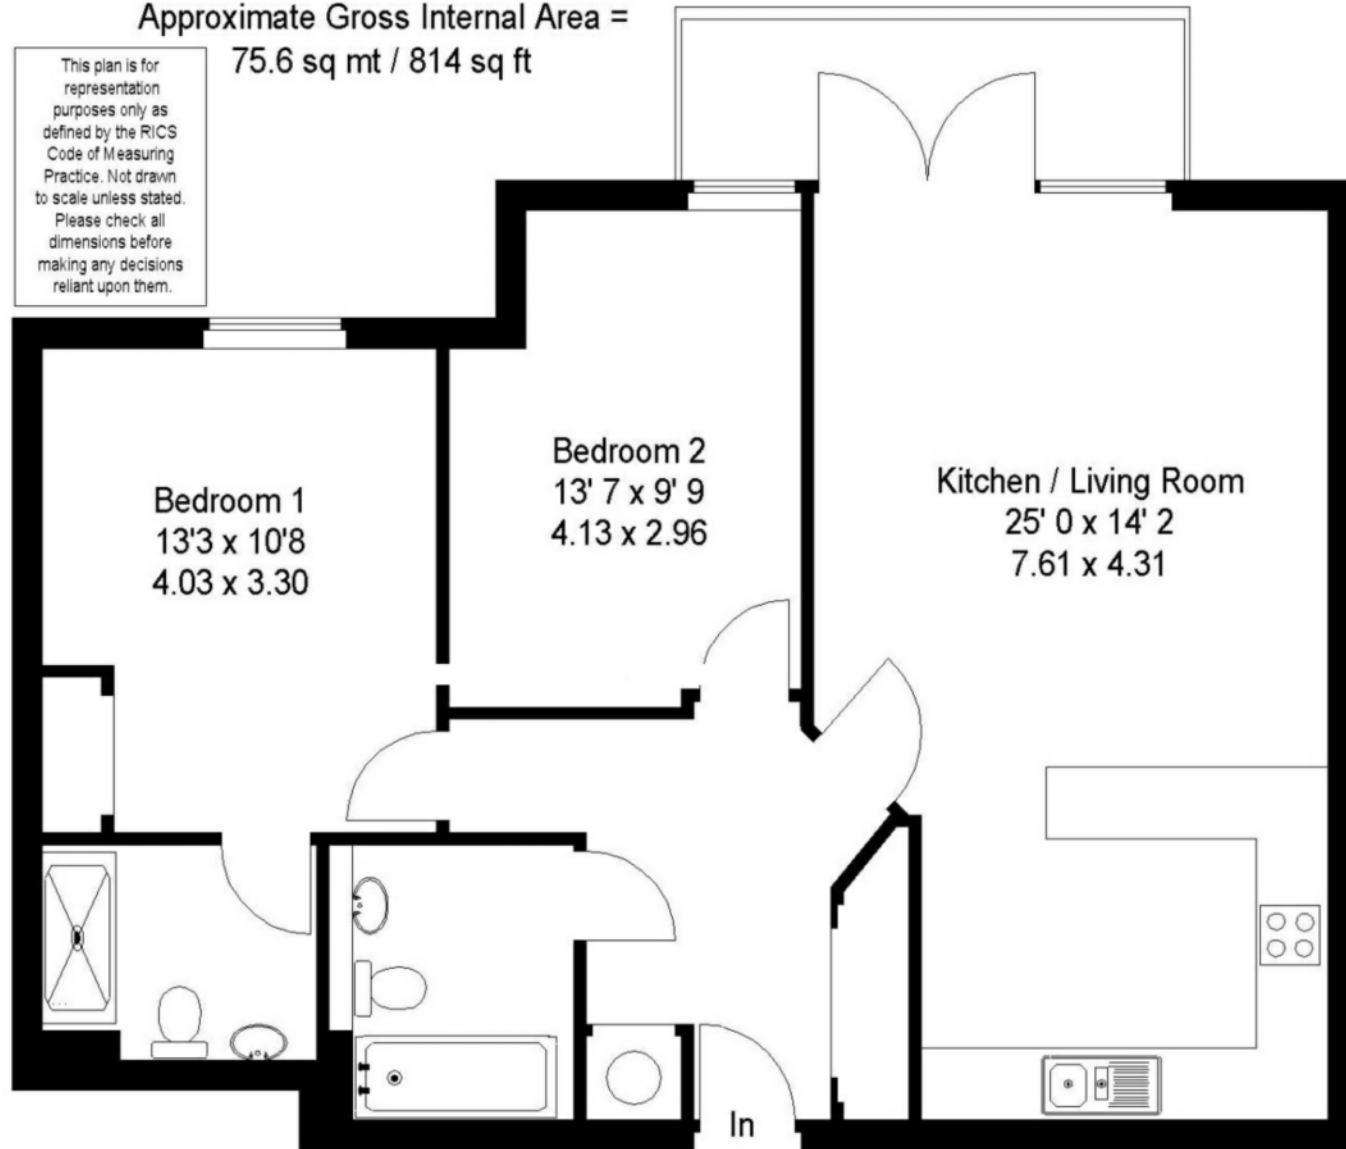 Approximate Gross Internal Area =
75.6 sq mt / 814 sq ft
This plan is for
representation
purposes only as
defined by the RICS
Code of Measuring
Practice. Not drawn
to scale unless stated.
Please check all
dimensions before
making any decisions
reliant upon them.
Bedroom 1
13'3 x 10'8
4.03 x 3.30
Bedroom 2
13' 7 x 9' 9
4.13 x 2.96
Kitchen / Living Room
25' 0 x 14' 2
7.61 x 4.31
In